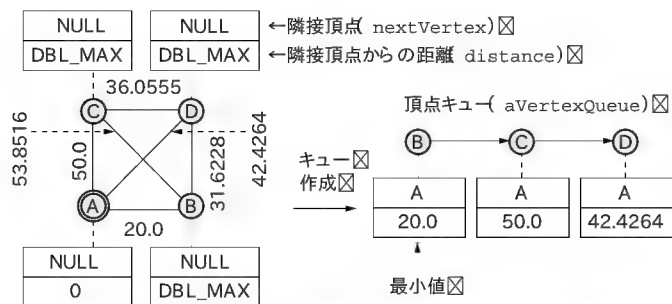 NULL NULL ←隣接頂点( nextVertex)☒
DBL_MAX DBL_MAX ←隣接頂点からの距離( distance)☒
36.0555
C D
頂点キュー( aVertexQueue)☒
53.8516
50.0
31.6228
42.4264
B C D
キュー☒
作成☒
A B
20.0
A A A
20.0 50.0 42.4264
NULL NULL
0 DBL_MAX
最小値☒